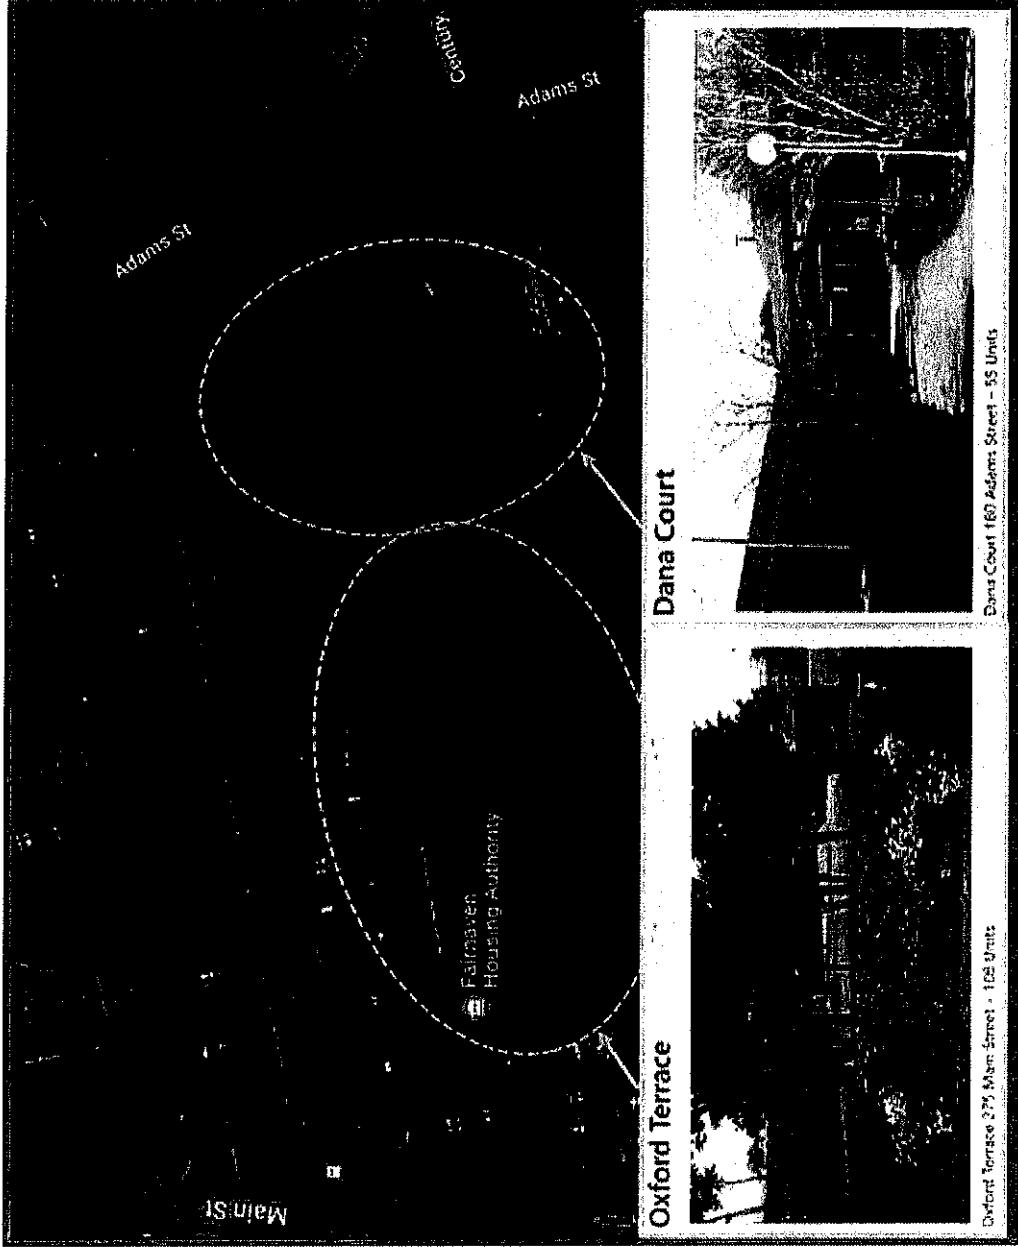 Main St
Adams St
Century
Adams St
Fairhaven
Housing Authority
Oxford Terrace
Dana Court
Oxford Terrace 275 Main Street - 108 Units
Dana Court 180 Adams Street - 55 Units